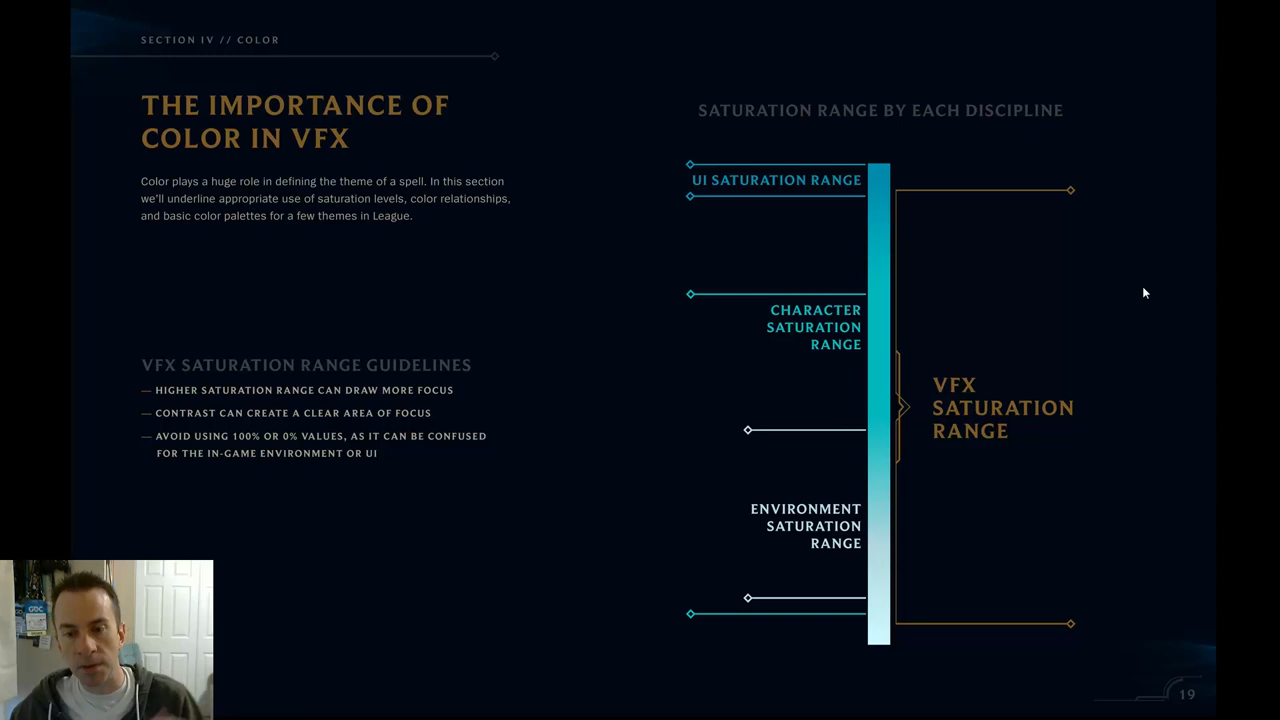 SECTION IV // COLOR
THE IMPORTANCE OF
COLOR IN VFX
Color plays a huge role in defining the theme of a spell. In this section
we'll underline appropriate use of saturation levels, color relationships,
and basic color palettes for a few themes in League.
VFX SATURATION RANGE GUIDELINES
— HIGHER SATURATION RANGE CAN DRAW MORE FOCUS
— CONTRAST CAN CREATE A CLEAR AREA OF FOCUS
— AVOID USING 100% OR 0% VALUES, AS IT CAN BE CONFUSED
FOR THE IN-GAME ENVIRONMENT OR UI
SATURATION RANGE BY EACH DISCIPLINE
UI SATURATION RANGE
CHARACTER
SATURATION
RANGE
ENVIRONMENT
SATURATION
RANGE
VFX
SATURATION
RANGE
GDC
19